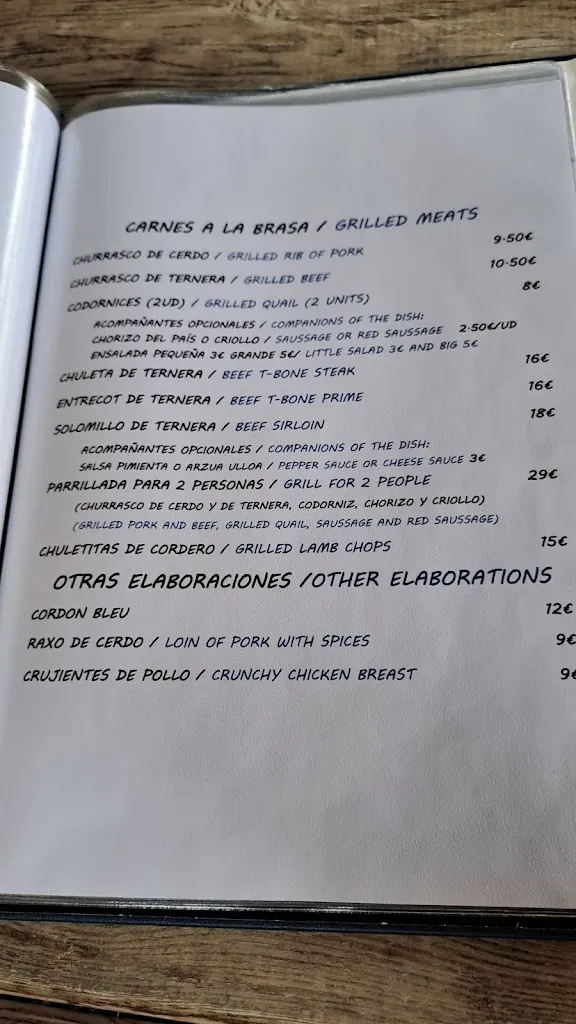 CARNES A LA BRASA / GRILLED MEATS
CHURRASCO DE CERDO / GRILLED RIB OF PORK 9.50€
CHURRASCO DE TERNERA / GRILLED BEEF 10.50€
CODORNICES (2UD) / GRILLED QUAIL (2 UNITS) 8€
ACOMPAÑANTES OPCIONALES / COMPANIONS OF THE DISH:
CHORIZO DEL PAÍS O CRIOLLO / SAUSSAGE OR RED SAUSSAGE 2.50€/UD
ENSALADA PEQUEÑA 3€ GRANDE 5€/ LITTLE SALAD 3€ AND BIG 5€
CHULETA DE TERNERA / BEEF T-BONE STEAK 16€
ENTRECOT DE TERNERA / BEEF T-BONE PRIME 16€
SOLOMILLO DE TERNERA / BEEF SIRLOIN 18€
ACOMPAÑANTES OPCIONALES / COMPANIONS OF THE DISH:
SALSA PIMIENTA O ARZUA ULLOA / PEPPER SAUCE OR CHEESE SAUCE 3€
PARRILLADA PARA 2 PERSONAS / GRILL FOR 2 PEOPLE 29€
(CHURRASCO DE CERDO Y DE TERNERA, CODORNIZ, CHORIZO Y CRIOLLO)
(GRILLED PORK AND BEEF, GRILLED QUAIL, SAUSSAGE AND RED SAUSSAGE)
CHULETITAS DE CORDERO / GRILLED LAMB CHOPS 15€
OTRAS ELABORACIONES /OTHER ELABORATIONS
CORDON BLEU 12€
RAXO DE CERDO / LOIN OF PORK WITH SPICES 9€
CRUJIENTES DE POLLO / CRUNCHY CHICKEN BREAST 9€